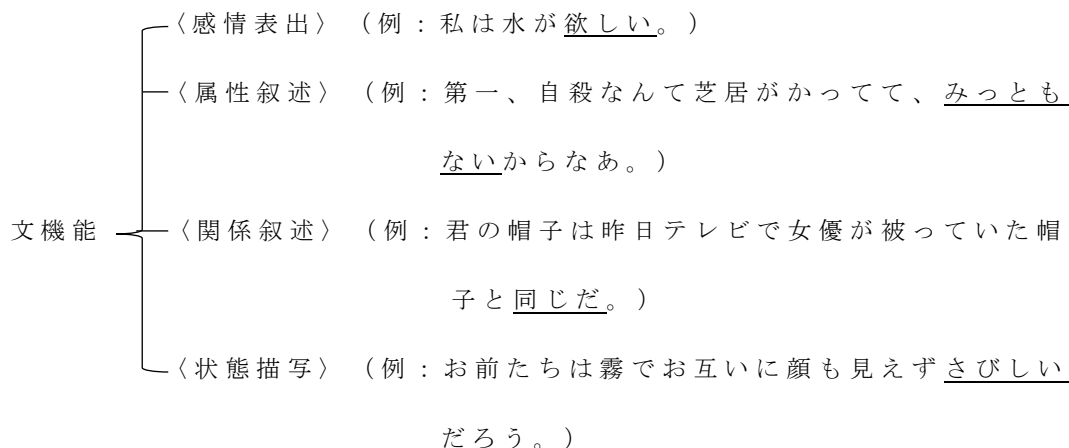 〈感情表出〉（例：私は水が欲しい。）
〈属性叙述〉（例：第一、自殺なんて芝居がかってて、みっとも
ないからなあ。）
文機能
〈関係叙述〉（例：君の帽子は昨日テレビで女優が被っていた帽
子と同じだ。）
〈状態描写〉（例：お前たちは霧でお互いに顔も見えずさびしい
だろう。）